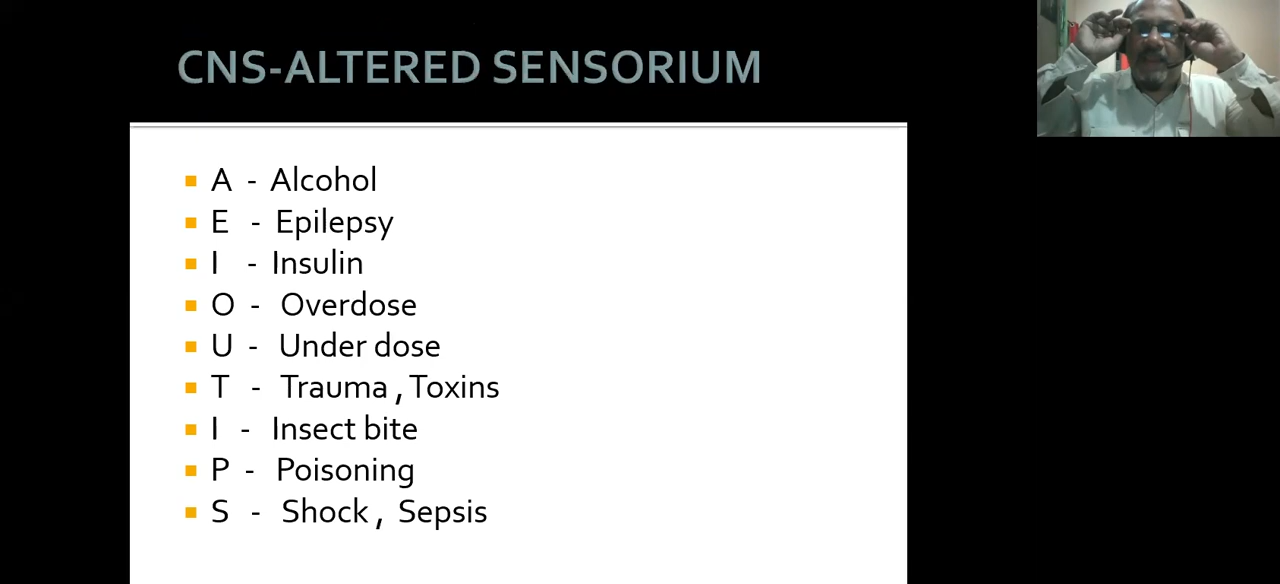 CNS-ALTERED SENSORIUM
A - Alcohol
E - Epilepsy
I - Insulin
O - Overdose
U - Under dose
T - Trauma , Toxins
I - Insect bite
P - Poisoning
S - Shock , Sepsis